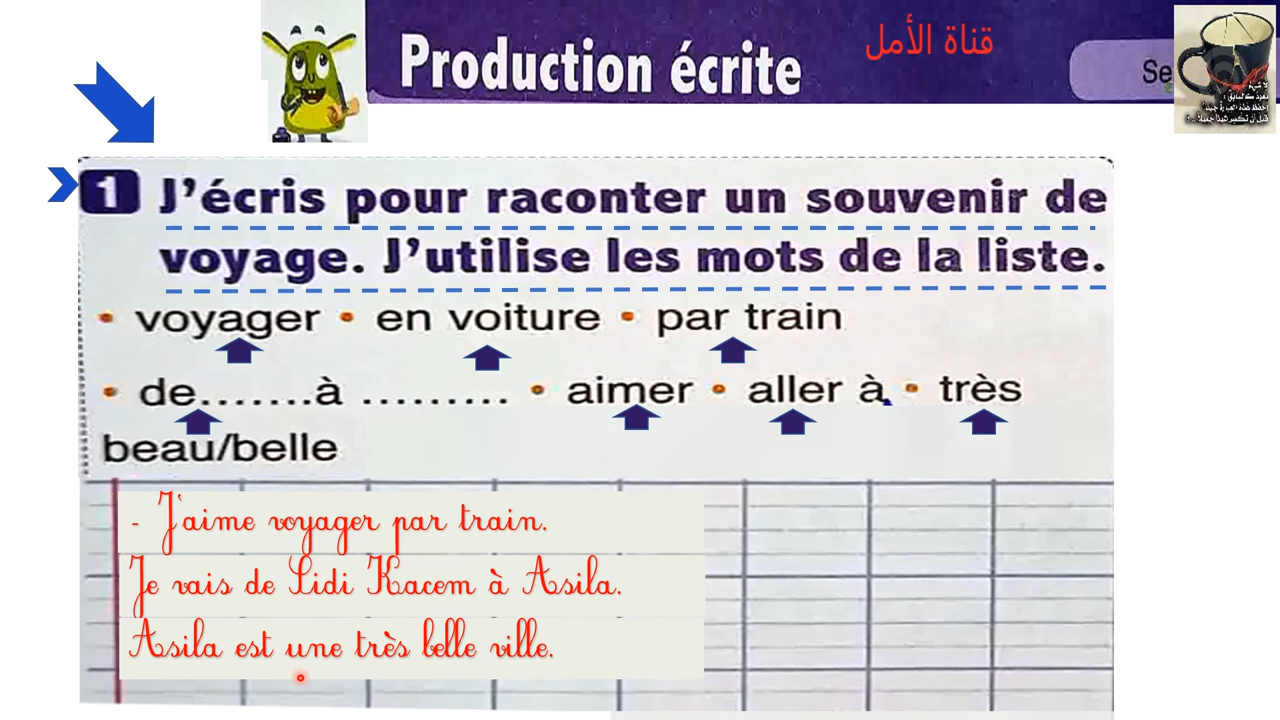 Production écrite
قناة الأمل
Se
1 J'écris pour raconter un souvenir de
voyage. J'utilise les mots de la liste.
• voyager • en voiture • par train
• de.......à ......... • aimer • aller à • très
beau/belle
- J'aime voyager par train.
Je vais de Sidi Kacem à Asila.
Asila est une très belle ville.